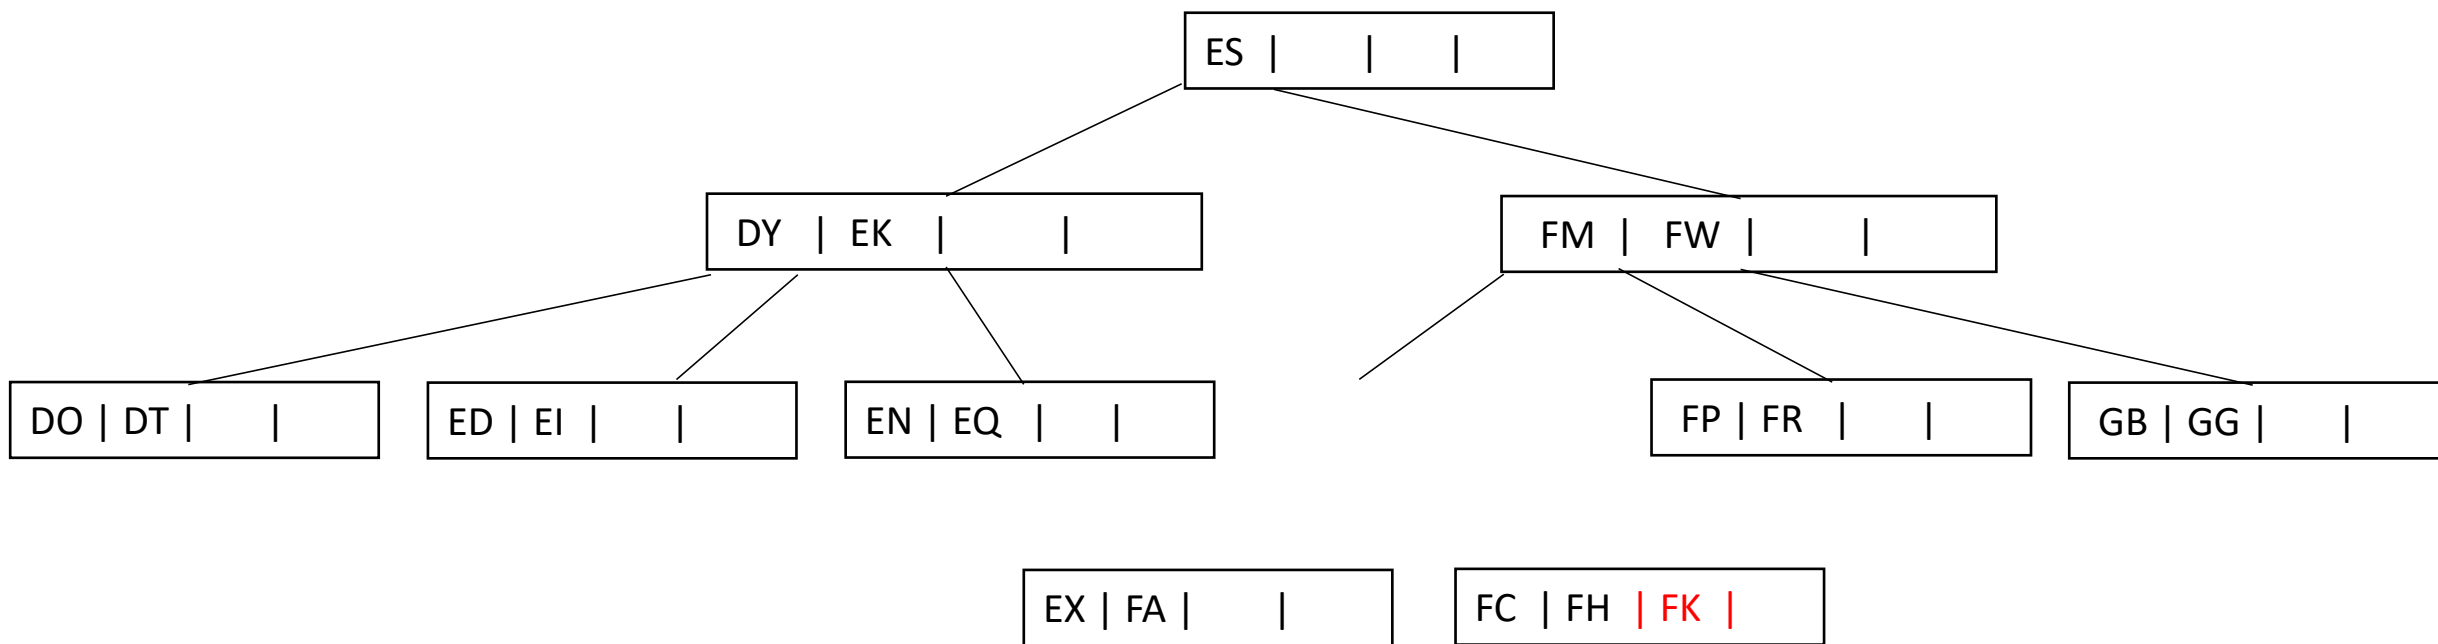 ES | | |
DY | EK | |
FM | FW | |
DO | DT | |
ED | EI | |
EN | EQ | |
FP | FR | |
GB | GG | |
EX | FA | |
FC | FH | FK |